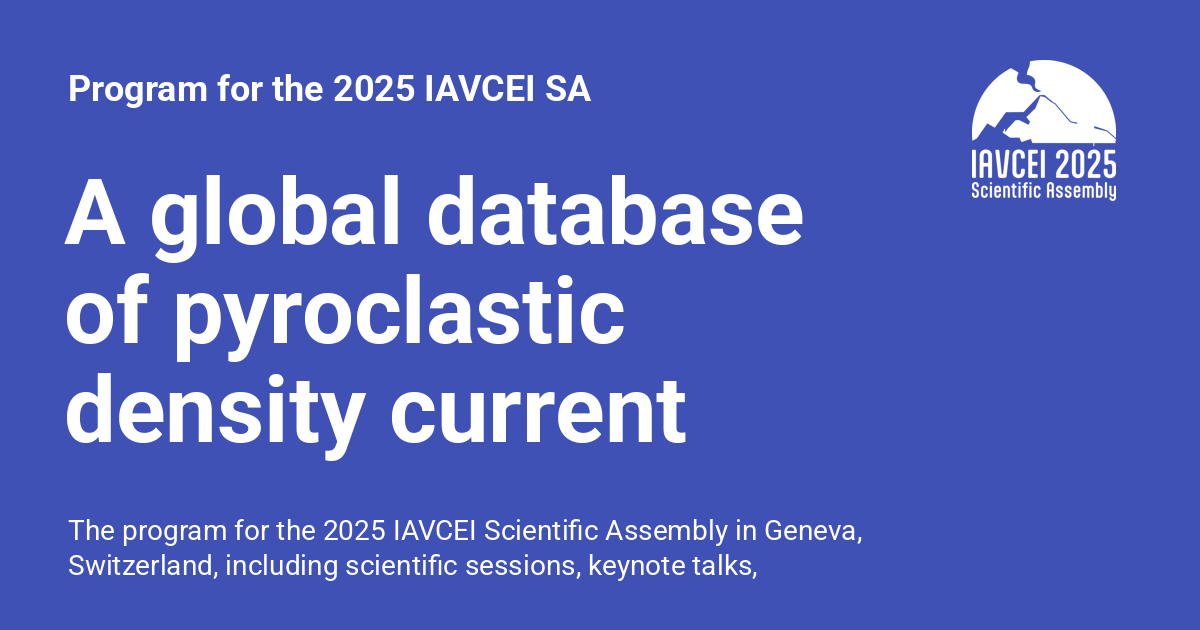 Program for the 2025 IAVCEI SA
IAVCEI 2025
Scientific Assembly
A global database
of pyroclastic
density current
The program for the 2025 IAVCEI Scientific Assembly in Geneva,
Switzerland, including scientific sessions, keynote talks,